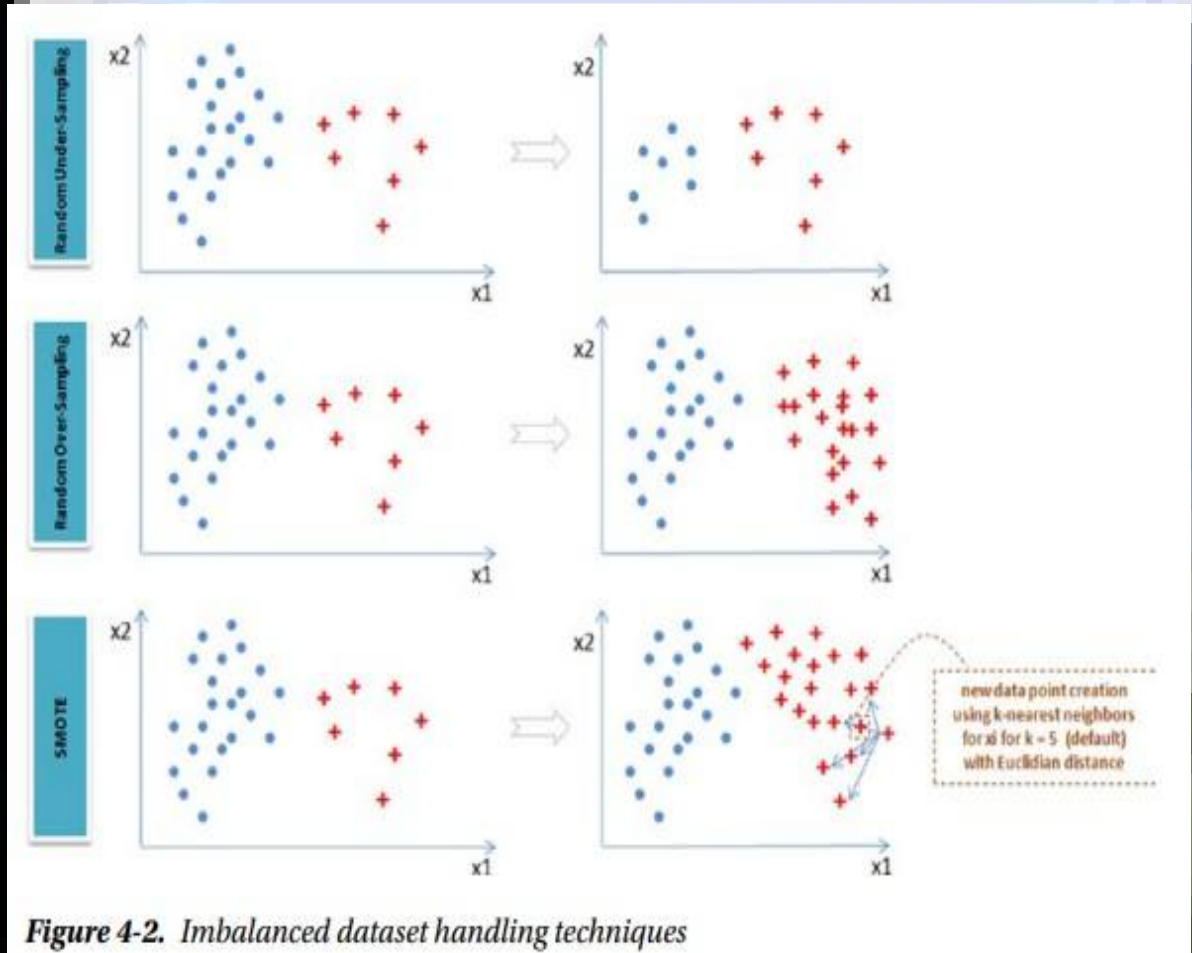 Random Under-Sampling
x2
x1
x2
x1
Random Over-Sampling
x2
x1
x2
x1
SMOTE
x2
x1
x2
x1
new data point creation
using k-nearest neighbors
for xi for k = 5 (default)
with Euclidian distance
Figure 4-2. Imbalanced dataset handling techniques